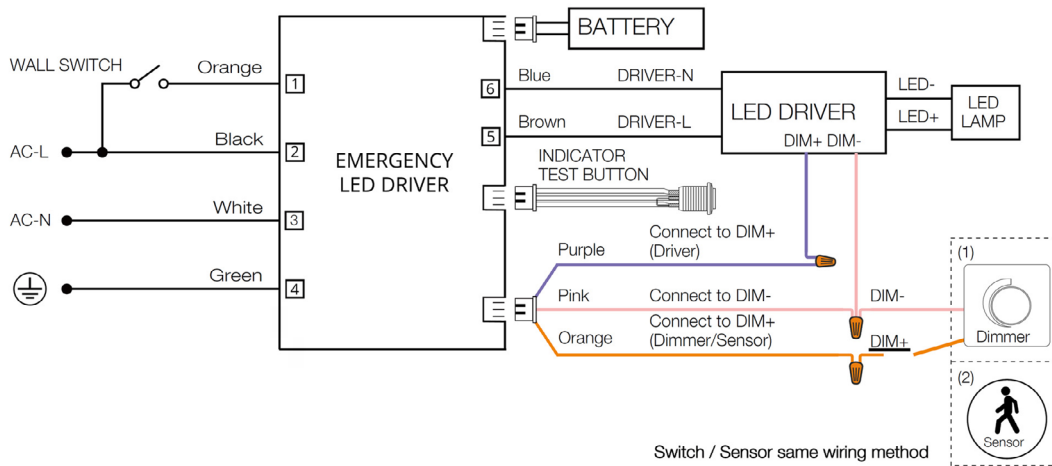 BATTERY
WALL SWITCH
Orange
1
Blue
DRIVER-N
6
LED DRIVER
LED-
LED+
LED
LAMP
AC-L
Black
2
Brown
DRIVER-L
5
DIM+ DIM-
EMERGENCY
LED DRIVER
INDICATOR
TEST BUTTON
AC-N
White
3
Purple
Connect to DIM+
(Driver)
Green
4
Pink
Connect to DIM-
DIM-
Orange
Connect to DIM+
(Dimmer/Sensor)
DIM+
(1)
Dimmer
(2)
Sensor
Switch / Sensor same wiring method